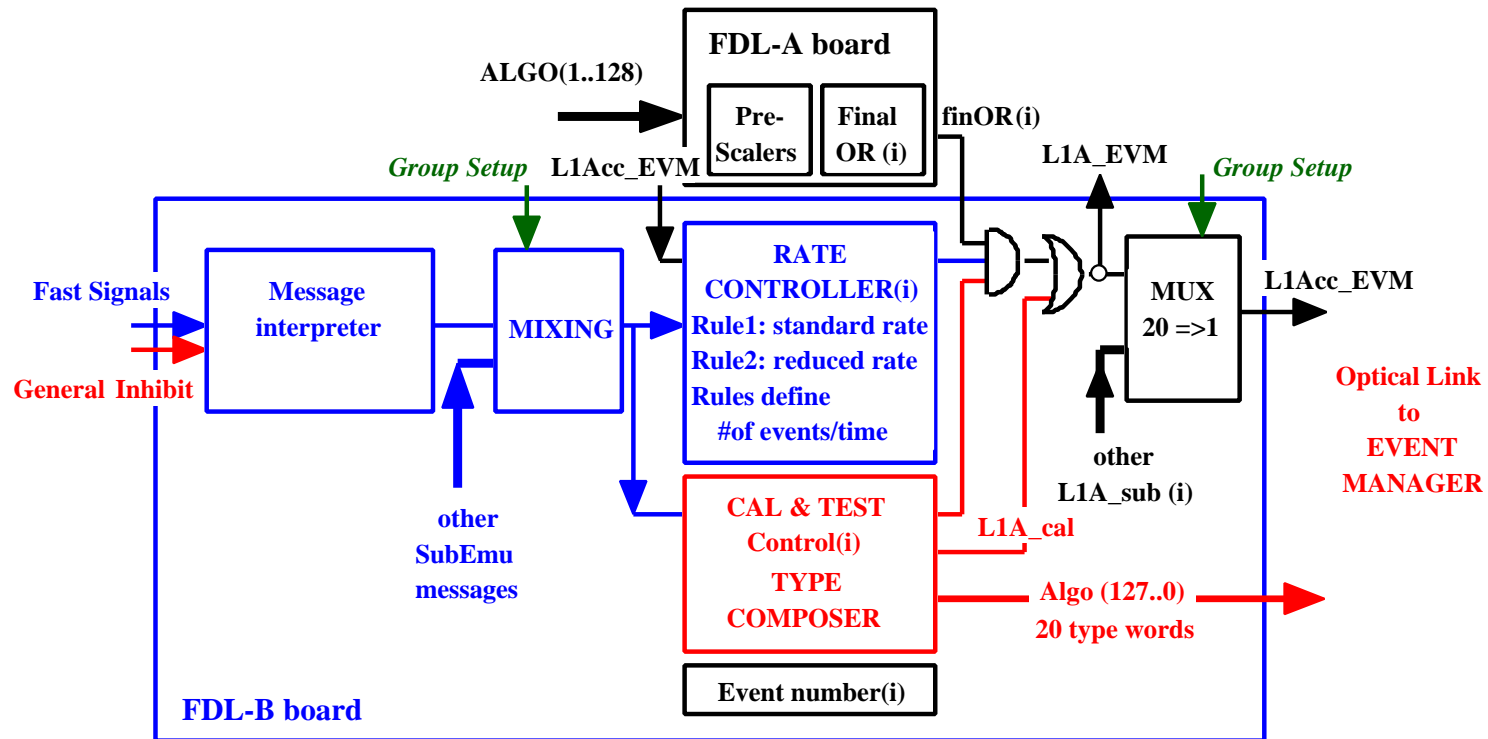 FDL-A board
ALGO(1..128)
Pre-
Scalers
Final
OR (i)
finOR(i)
Group Setup
L1Acc_EVM
L1A_EVM
Group Setup
Fast Signals
General Inhibit
Message
interpreter
MIXING
other
SubEmu
messages
RATE
CONTROLLER(i)
Rule1: standard rate
Rule2: reduced rate
Rules define
#of events/time
CAL & TEST
Control(i)
TYPE
COMPOSER
L1A_cal
MUX
20 =>1
L1Acc_EVM
other
L1A_sub (i)
Optical Link
to
EVENT
MANAGER
Algo (127..0)
20 type words
Event number(i)
FDL-B board